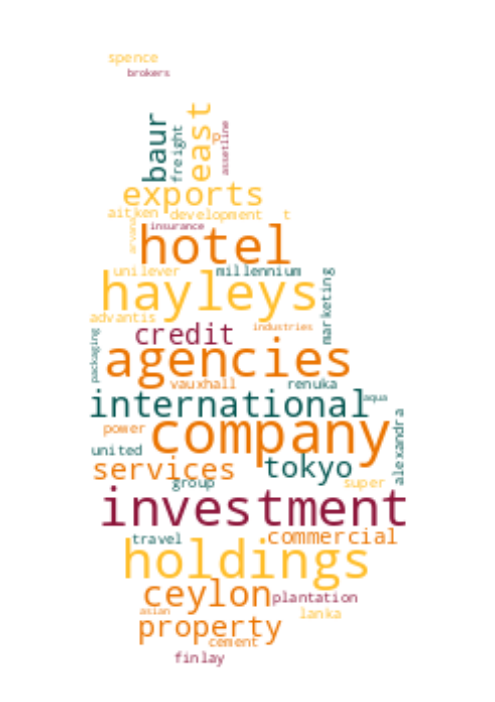 spence
brokers
baur
freight
east
p
assetline
exports
aitken development t
arvana insurance
hotel
unilever millennium
hayleys
marketing
advantis
credit industries
packaging
agencies
vauxhall renuka
international aqua
power company
alexandra
united tokyo
services
group super
investment
travel commercial
holdings
ceylon plantation
asian lanka
property
cement
finlay